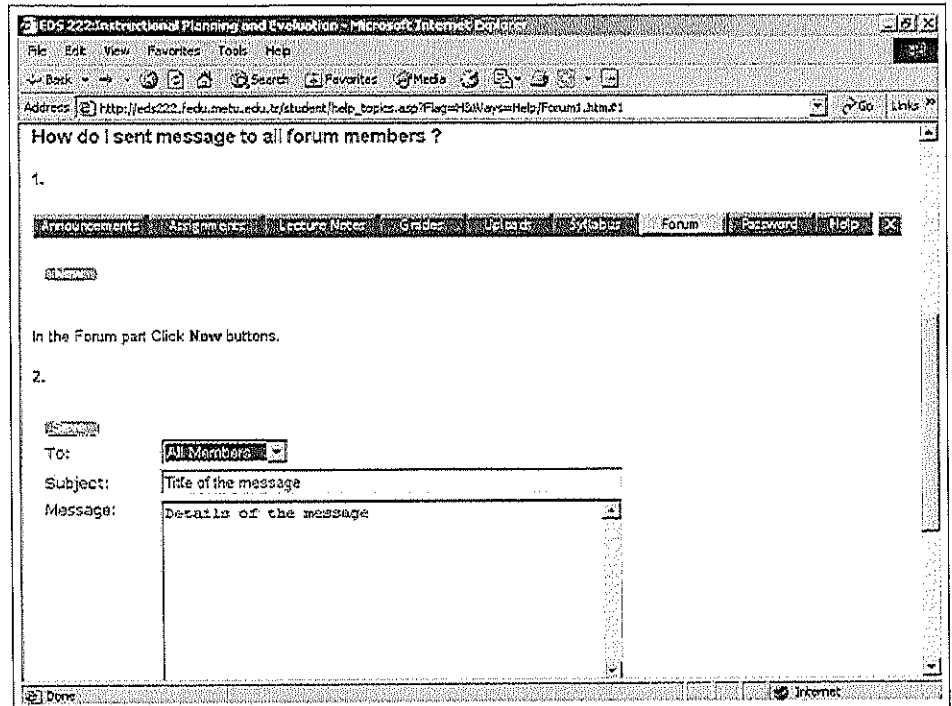 EDS 222:Instructional Planning and Evaluation - Microsoft Internet Explorer
File Edit View Favorites Tools Help
Back Search Favorites Media
Address http://eds222.fedu.metu.edu.tr/student/help_topics.asp?Flag=H&Ways=Help/Forum1.htm#1 Go Links »
How do I sent message to all forum members ?
1.
Announcements Assignments Lecture Notes Grades Uploads Syllabus Forum Password Help X
In the Forum part Click New buttons.
2.
To: All Members
Subject: Title of the message
Message: Details of the message
Done Internet